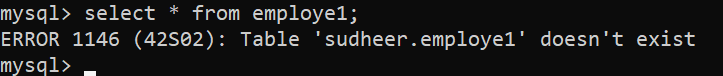 mysql> select * from employe1;
ERROR 1146 (42S02): Table 'sudheer.employe1' doesn't exist
mysql>